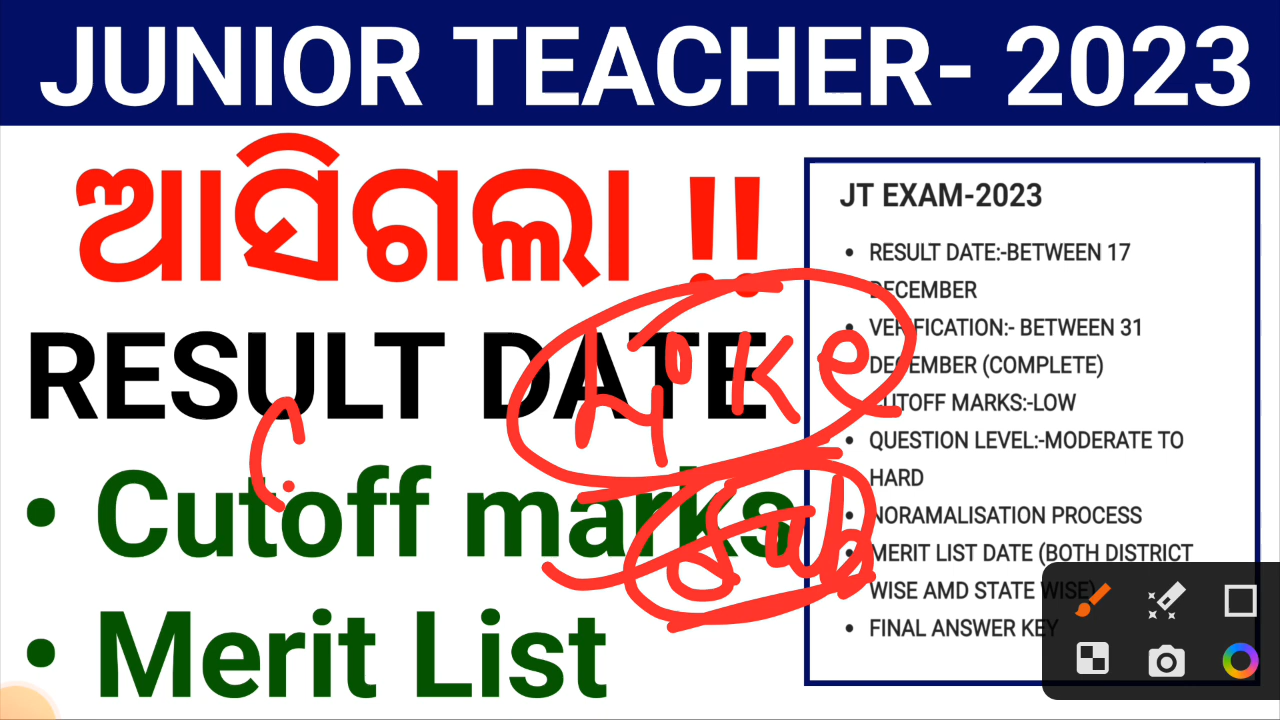 JUNIOR TEACHER- 2023
ଆସିଗଲା !!
RESULT DATE
• Cutoff marks
• Merit List
JT EXAM-2023
• RESULT DATE:-BETWEEN 17
DECEMBER
• VERIFICATION:- BETWEEN 31
DECEMBER (COMPLETE)
• CUTOFF MARKS:-LOW
• QUESTION LEVEL:-MODERATE TO
HARD
• NORAMALISATION PROCESS
• MERIT LIST DATE (BOTH DISTRICT
WISE AMD STATE WISE)
• FINAL ANSWER KEY
Like
Sub
C